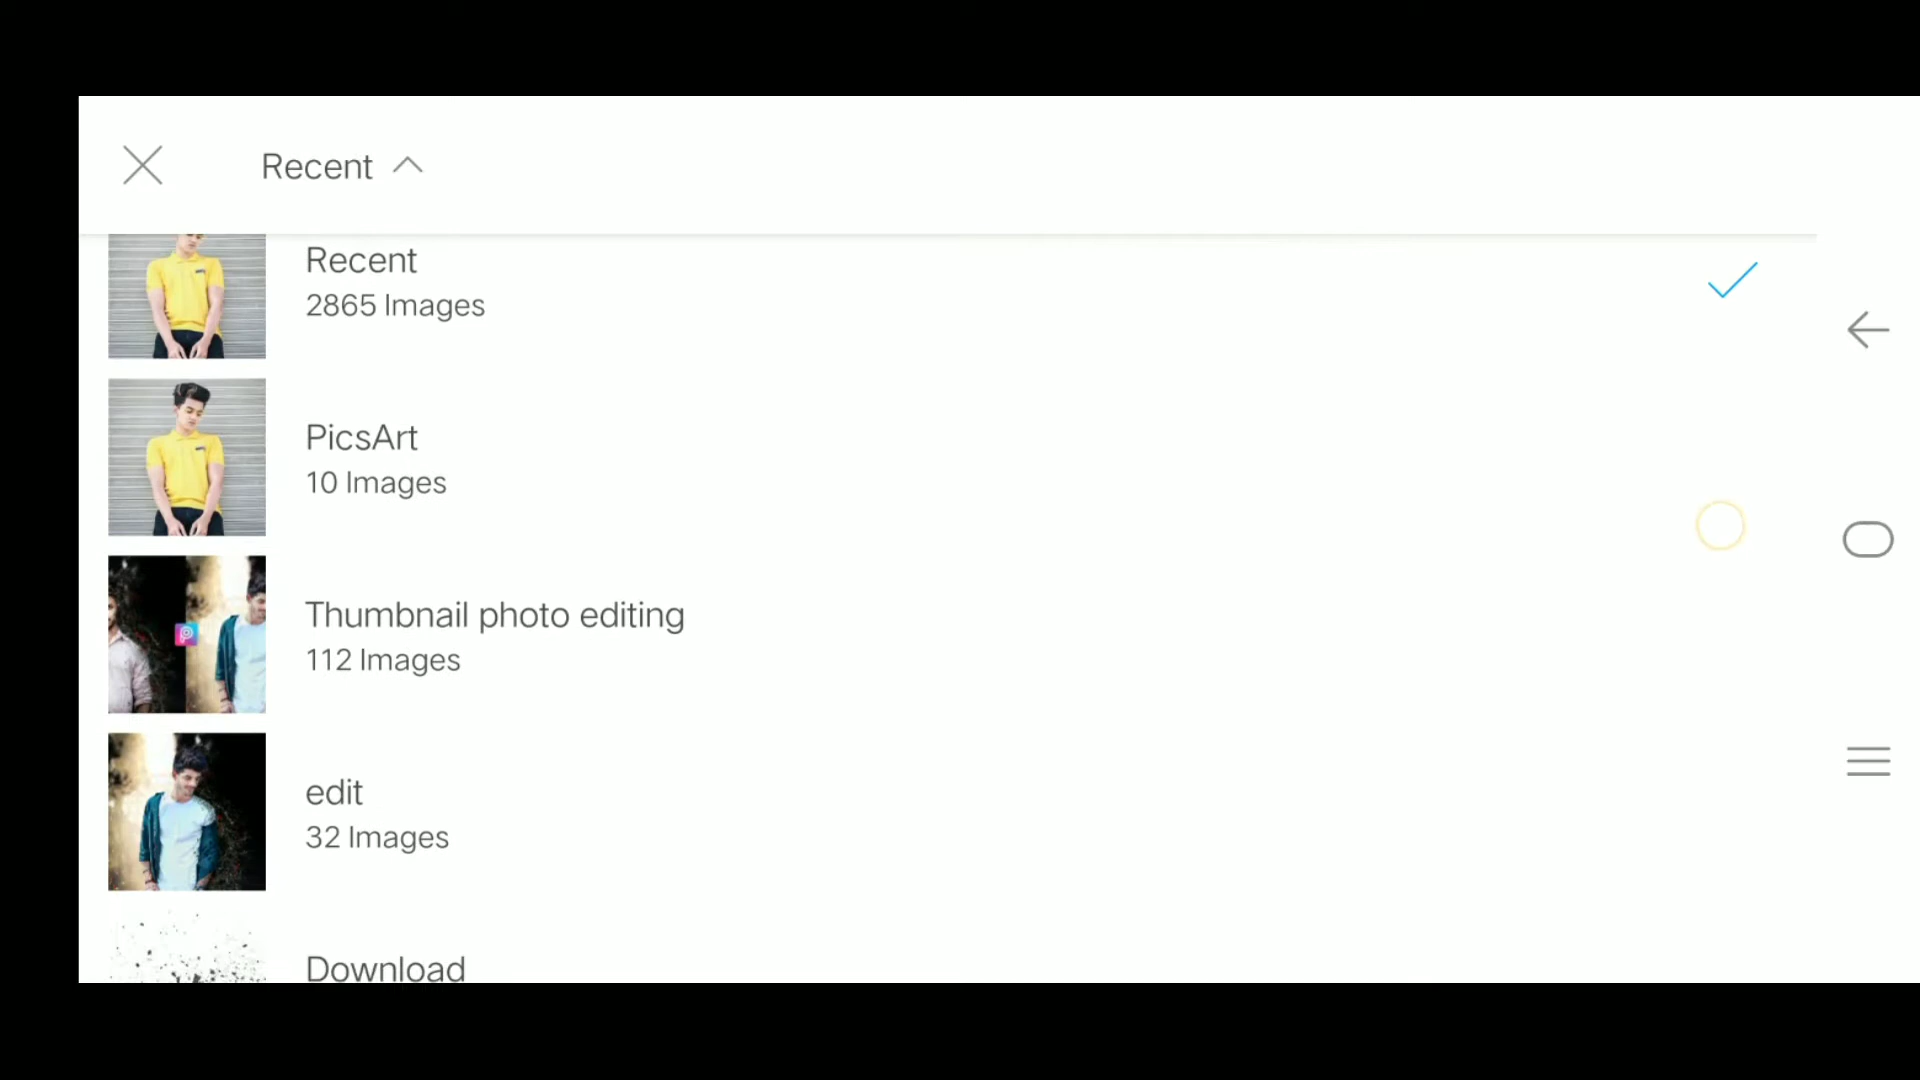 Recent
Recent
2865 Images
PicsArt
10 Images
Thumbnail photo editing
112 Images
edit
32 Images
Download